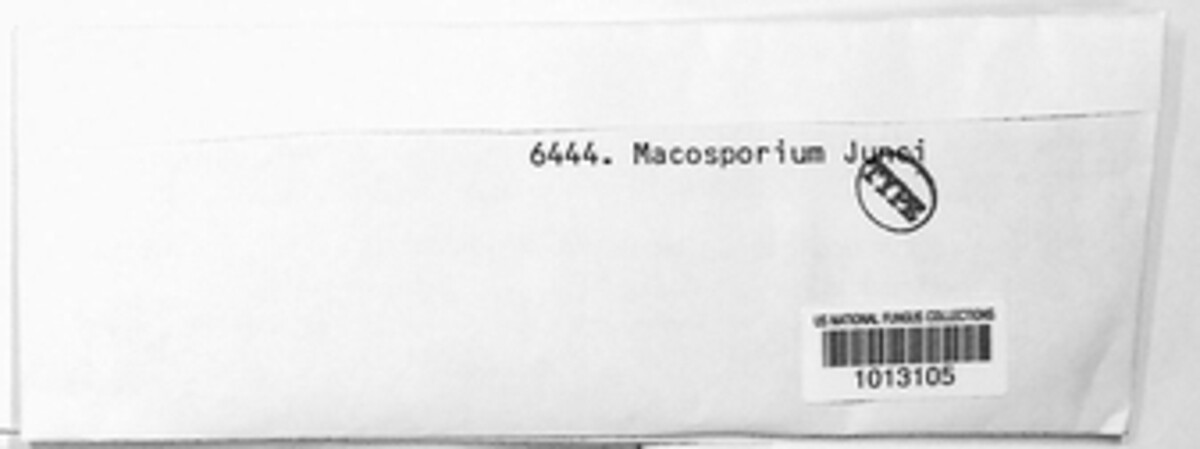 6444. Macosporium Junci
TYPE
US NATIONAL FUNGUS COLLECTIONS
1013105